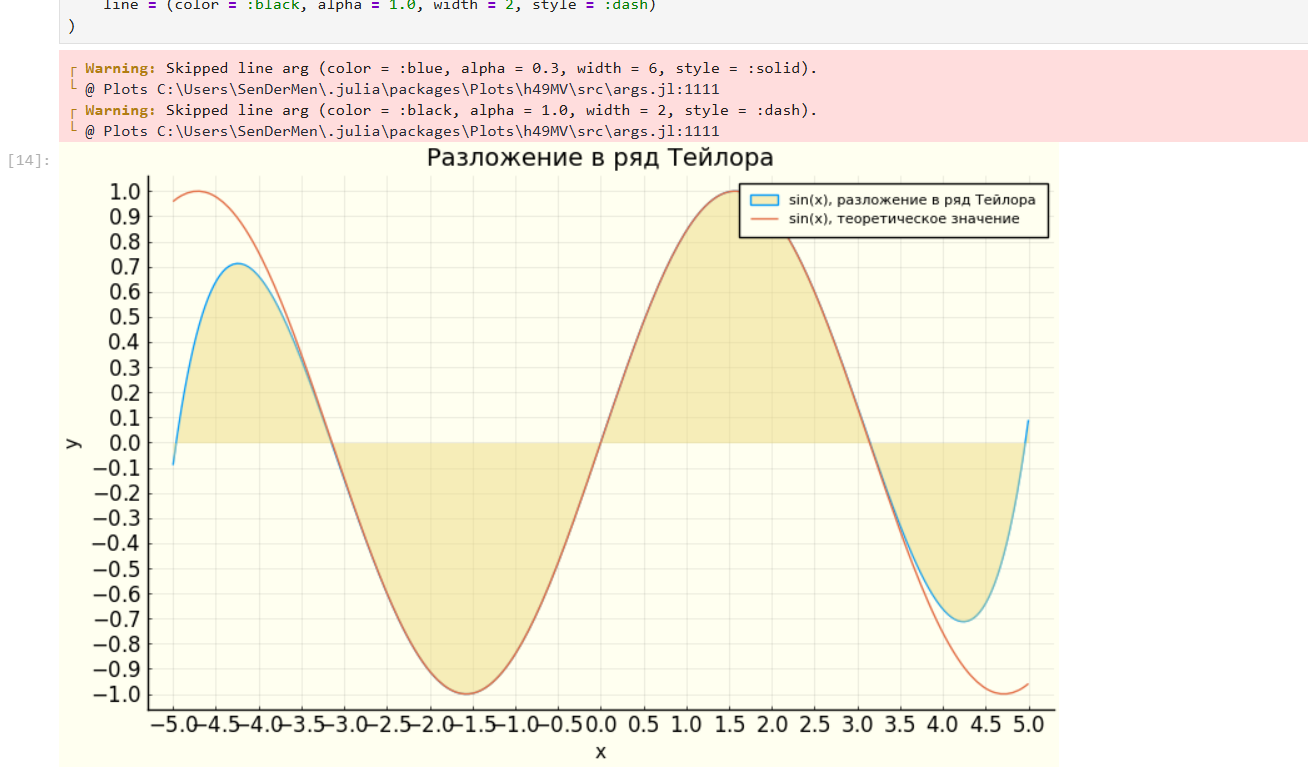 line = (color = :black, alpha = 1.0, width = 2, style = :dash)
)
┌ Warning: Skipped line arg (color = :blue, alpha = 0.3, width = 6, style = :solid).
└ @ Plots C:\Users\SenDerMen\.julia\packages\Plots\h49MV\src\args.jl:1111
┌ Warning: Skipped line arg (color = :black, alpha = 1.0, width = 2, style = :dash).
└ @ Plots C:\Users\SenDerMen\.julia\packages\Plots\h49MV\src\args.jl:1111
[14]:
Разложение в ряд Тейлора
sin(x), разложение в ряд Тейлора
sin(x), теоретическое значение
1.0
0.9
0.8
0.7
0.6
0.5
0.4
0.3
0.2
0.1
0.0
−0.1
−0.2
−0.3
−0.4
−0.5
−0.6
−0.7
−0.8
−0.9
−1.0
y
−5.0 −4.5 −4.0 −3.5 −3.0 −2.5 −2.0 −1.5 −1.0 −0.5 0.0 0.5 1.0 1.5 2.0 2.5 3.0 3.5 4.0 4.5 5.0
x